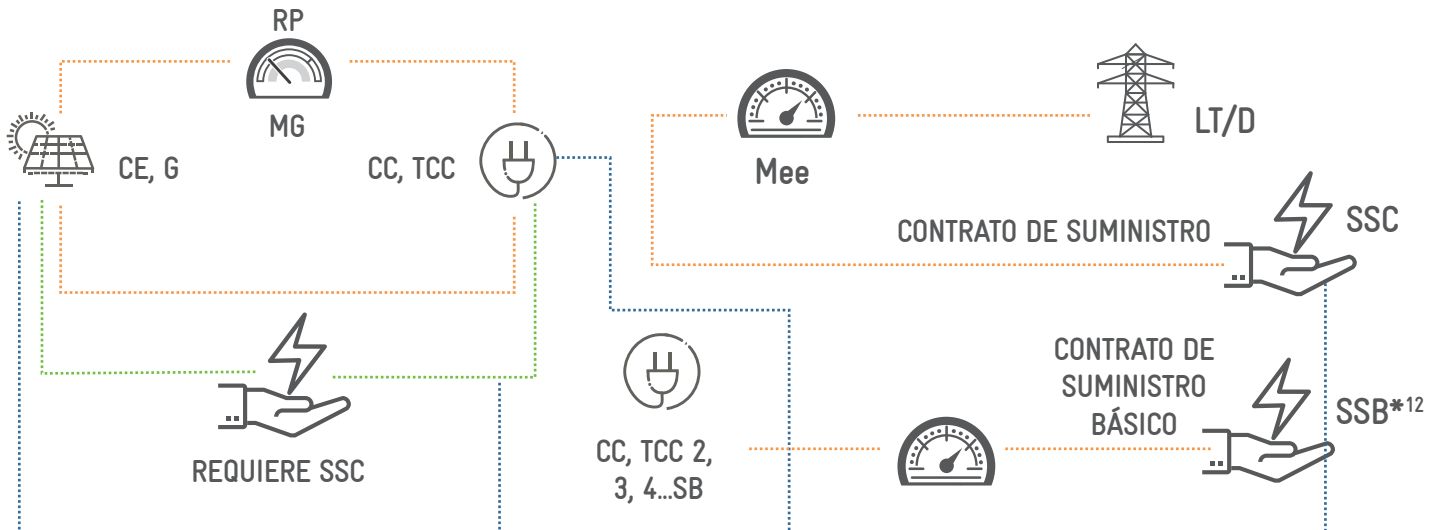 RP
MG
CE, G
CC, TCC
REQUIERE SSC
Mee
LT/D
CONTRATO DE SUMINISTRO
SSC
CC, TCC 2,
3, 4...SB
CONTRATO DE
SUMINISTRO
BÁSICO
SSB*12